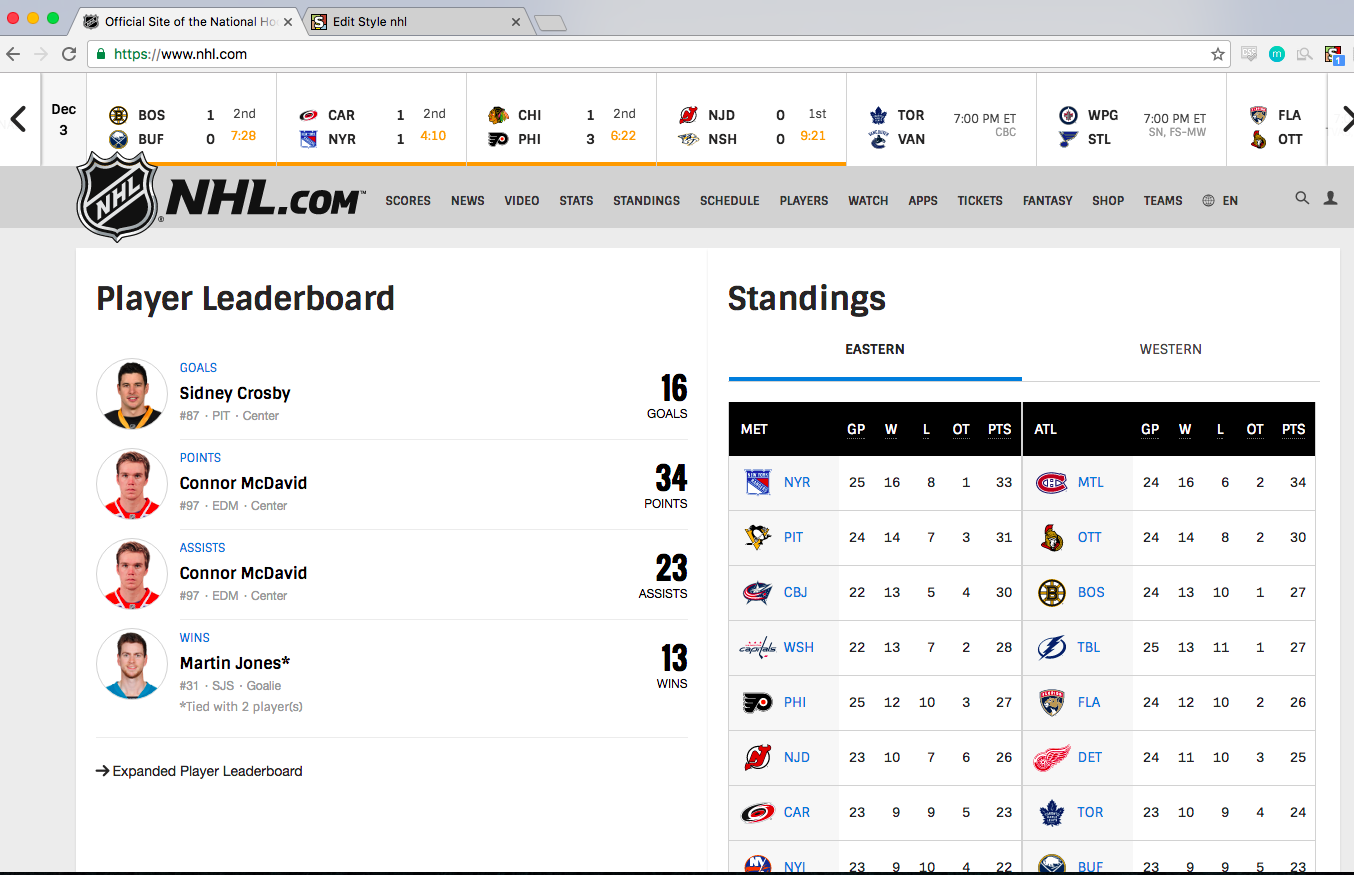 Official Site of the National Ho
Edit Style nhl
https://www.nhl.com
1
Dec
3
BOS 1 2nd
BUF 0 7:28
CAR 1 2nd
NYR 1 4:10
CHI 1 2nd
PHI 3 6:22
NJD 0 1st
NSH 0 9:21
TOR 7:00 PM ET
VAN CBC
WPG 7:00 PM ET
STL SN, FS-MW
FLA
OTT
NHL NHL.COM™ SCORES NEWS VIDEO STATS STANDINGS SCHEDULE PLAYERS WATCH APPS TICKETS FANTASY SHOP TEAMS EN
Player Leaderboard
GOALS
Sidney Crosby
#87 · PIT · Center
16
GOALS
POINTS
Connor McDavid
#97 · EDM · Center
34
POINTS
ASSISTS
Connor McDavid
#97 · EDM · Center
23
ASSISTS
WINS
Martin Jones*
#31 · SJS · Goalie
*Tied with 2 player(s)
13
WINS
Expanded Player Leaderboard
Standings
EASTERN WESTERN
MET GP W L OT PTS ATL GP W L OT PTS
NYR 25 16 8 1 33 MTL 24 16 6 2 34
PIT 24 14 7 3 31 OTT 24 14 8 2 30
CBJ 22 13 5 4 30 BOS 24 13 10 1 27
WSH 22 13 7 2 28 TBL 25 13 11 1 27
PHI 25 12 10 3 27 FLA 24 12 10 2 26
NJD 23 10 7 6 26 DET 24 11 10 3 25
CAR 23 9 9 5 23 TOR 23 10 9 4 24
NYI 23 9 10 4 22 BUF 23 9 9 5 23